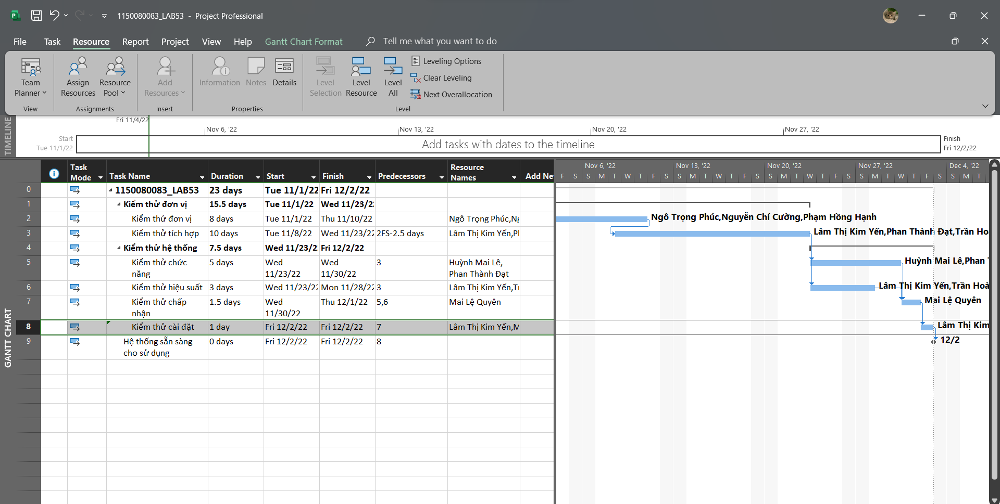 1150080083_LAB53 - Project Professional
File Task Resource Report Project View Help Gantt Chart Format Tell me what you want to do
Team Planner
View
Assign Resources
Resource Pool
Assignments
Add Resources
Insert
Information
Notes
Details
Properties
Level Selection
Level Resource
Level All
Leveling Options
Clear Leveling
Next Overallocation
Level
TIMELINE
Fri 11/4/22
Nov 6, '22 Nov 13, '22 Nov 20, '22 Nov 27, '22
Start
Tue 11/1/22
Add tasks with dates to the timeline
Finish
Fri 12/2/22
GANTT CHART
Task Mode Task Name Duration Start Finish Predecessors Resource Names Add Ne
0 1150080083_LAB53 23 days Tue 11/1/22 Fri 12/2/22
1 Kiểm thử đơn vị 15.5 days Tue 11/1/22 Wed 11/23/2
2 Kiểm thử đơn vị 8 days Tue 11/1/22 Thu 11/10/22 Ngô Trọng Phúc,Ng
3 Kiểm thử tích hợp 10 days Tue 11/8/22 Wed 11/23/22 2FS-2.5 days Lâm Thị Kim Yến,P
4 Kiểm thử hệ thống 7.5 days Wed 11/23/2 Fri 12/2/22
5 Kiểm thử chức năng 5 days Wed 11/23/22 Wed 11/30/22 3 Huỳnh Mai Lê, Phan Thành Đạt
6 Kiểm thử hiệu suất 3 days Wed 11/23/22 Mon 11/28/22 3 Lâm Thị Kim Yến,T
7 Kiểm thử chấp nhận 1.5 days Wed 11/30/22 Thu 12/1/22 5,6 Mai Lệ Quyên
8 Kiểm thử cài đặt 1 day Fri 12/2/22 Fri 12/2/22 7 Lâm Thị Kim Yến,M
9 Hệ thống sẵn sàng cho sử dụng 0 days Fri 12/2/22 Fri 12/2/22 8
Nov 6, '22 Nov 13, '22 Nov 20, '22 Nov 27, '22 Dec 4, '22
F S S M T W T F S S M T W T F S S M T W T F S S M T W T F S S M T
Ngô Trọng Phúc,Nguyễn Chí Cường,Phạm Hồng Hạnh
Lâm Thị Kim Yến,Phan Thành Đạt,Trần Hoà
Huỳnh Mai Lê,Phan T
Lâm Thị Kim Yến,Trần Hoà
Mai Lệ Quyên
Lâm Thị Kim
12/2